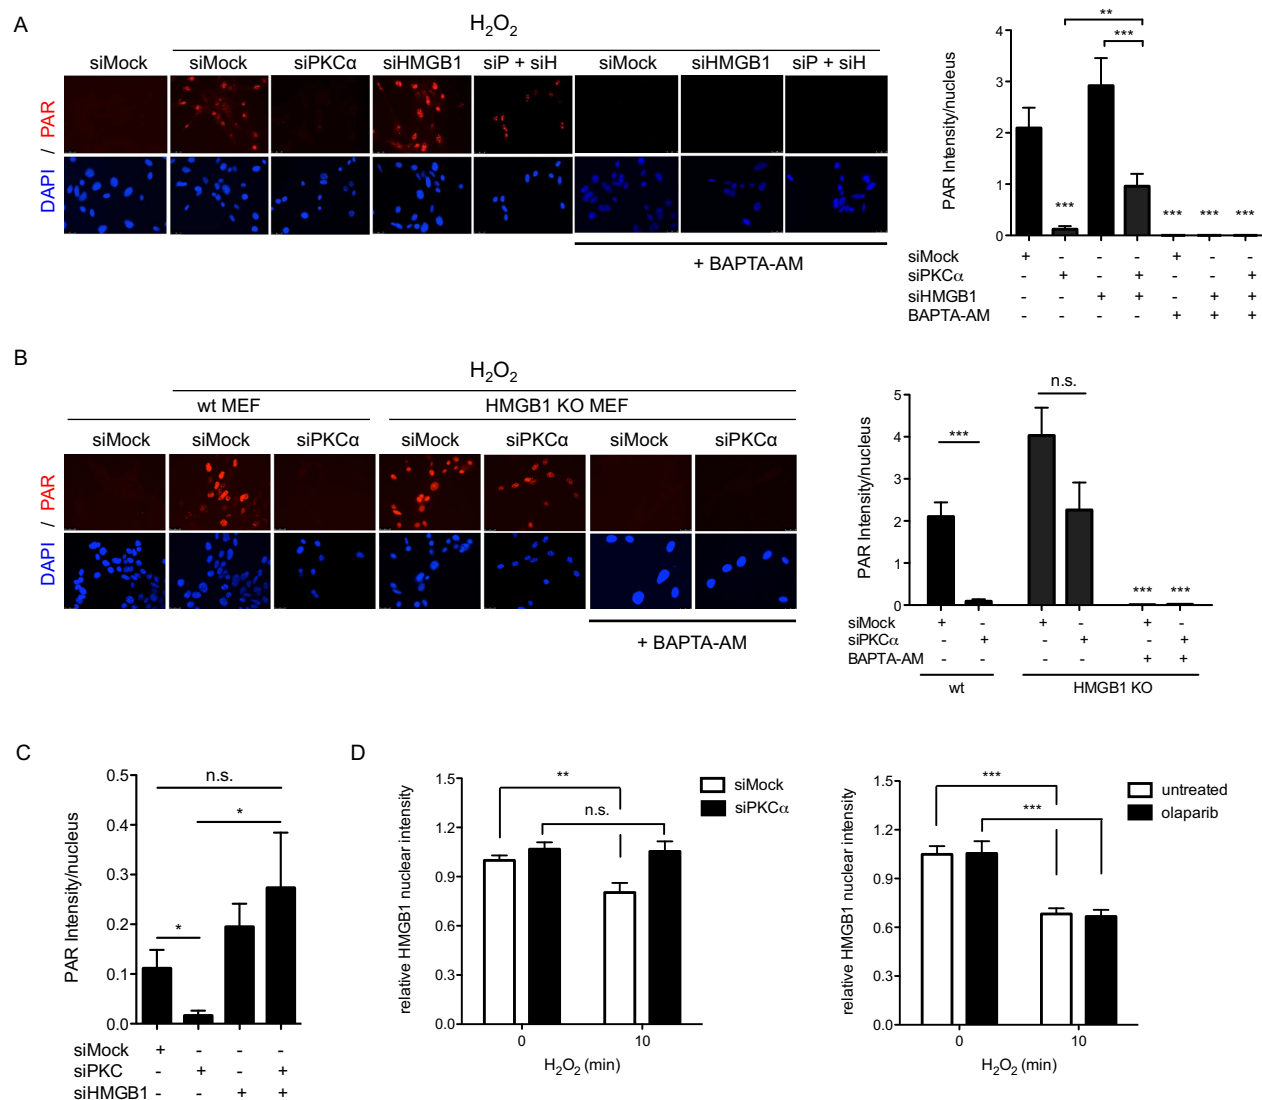 A
H₂O₂
siMock siMock siPKCα siHMGB1 siP + siH siMock siHMGB1 siP + siH
DAPI / PAR
+ BAPTA-AM
** 
***
4
3
2
1
0
PAR Intensity/nucleus
*** *** *** ***
siMock + - - - + - -
siPKCα - + - + - - +
siHMGB1 - - + + - + +
BAPTA-AM - - - - + + +
B
H₂O₂
wt MEF HMGB1 KO MEF
siMock siMock siPKCα siMock siPKCα siMock siPKCα
DAPI / PAR
+ BAPTA-AM
n.s.
***
5
4
3
2
1
0
PAR Intensity/nucleus
*** ***
siMock + - + - + -
siPKCα - + - + - +
BAPTA-AM - - - - + +
wt HMGB1 KO
C
0.5
0.4
0.3
0.2
0.1
0.0
PAR Intensity/nucleus
n.s.
*
*
siMock + - - -
siPKC - + - +
siHMGB1 - - + +
D
1.5
1.2
0.9
0.6
0.3
0.0
relative HMGB1 nuclear intensity
**
n.s.
siMock
siPKCα
0 10
H₂O₂ (min)
1.5
1.2
0.9
0.6
0.3
0.0
relative HMGB1 nuclear intensity
***
***
untreated
olaparib
0 10
H₂O₂ (min)